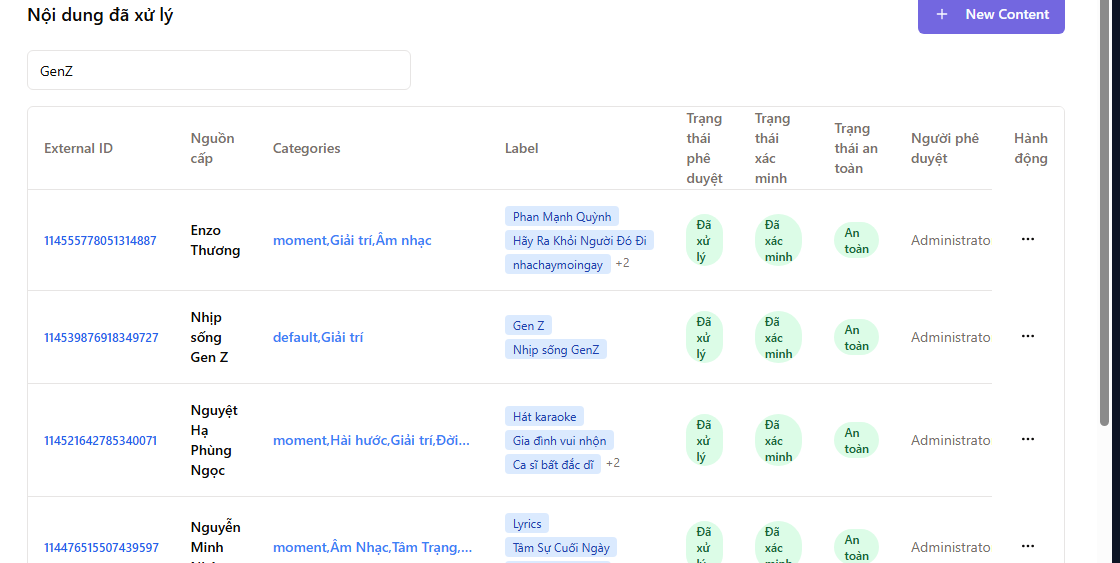 Nội dung đã xử lý
+ New Content
GenZ
External ID
Nguồn
cấp
Categories
Label
Trạng
thái
phê
duyệt
Trạng
thái
xác
minh
Trạng
thái an
toàn
Người phê
duyệt
Hành
động
114555778051314887
Enzo
Thương
moment,Giải trí,Âm nhạc
Phan Mạnh Quỳnh
Hãy Ra Khỏi Người Đó Đi
nhachaymoingay +2
Đã
xử
lý
Đã
xác
minh
An
toàn
Administrato
114539876918349727
Nhịp
sống
Gen Z
default,Giải trí
Gen Z
Nhịp sống GenZ
Đã
xử
lý
Đã
xác
minh
An
toàn
Administrato
114521642785340071
Nguyệt
Hạ
Phùng
Ngọc
moment,Hài hước,Giải trí,Đời...
Hát karaoke
Gia đình vui nhộn
Ca sĩ bất đắc dĩ +2
Đã
xử
lý
Đã
xác
minh
An
toàn
Administrato
114476515507439597
Nguyễn
Minh
moment,Âm Nhạc,Tâm Trạng,...
Lyrics
Tâm Sự Cuối Ngày
Đã
xử
lý
Đã
xác
minh
An
toàn
Administrato